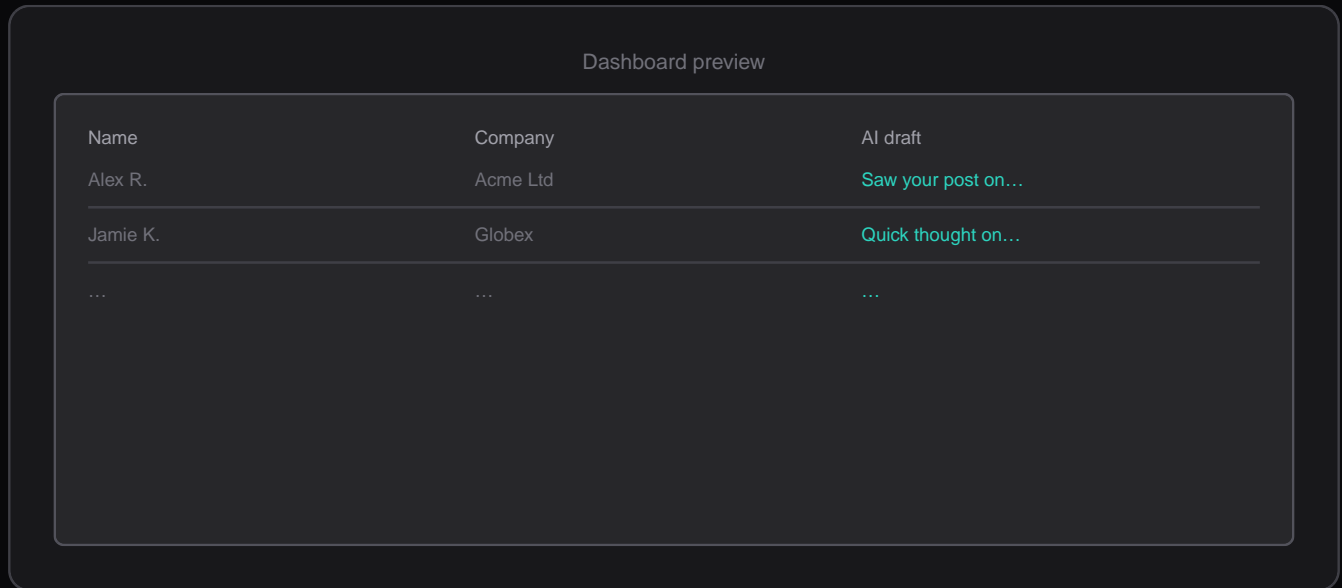 Dashboard preview
Name Company AI draft
Alex R. Acme Ltd Saw your post on…
Jamie K. Globex Quick thought on…
… … …